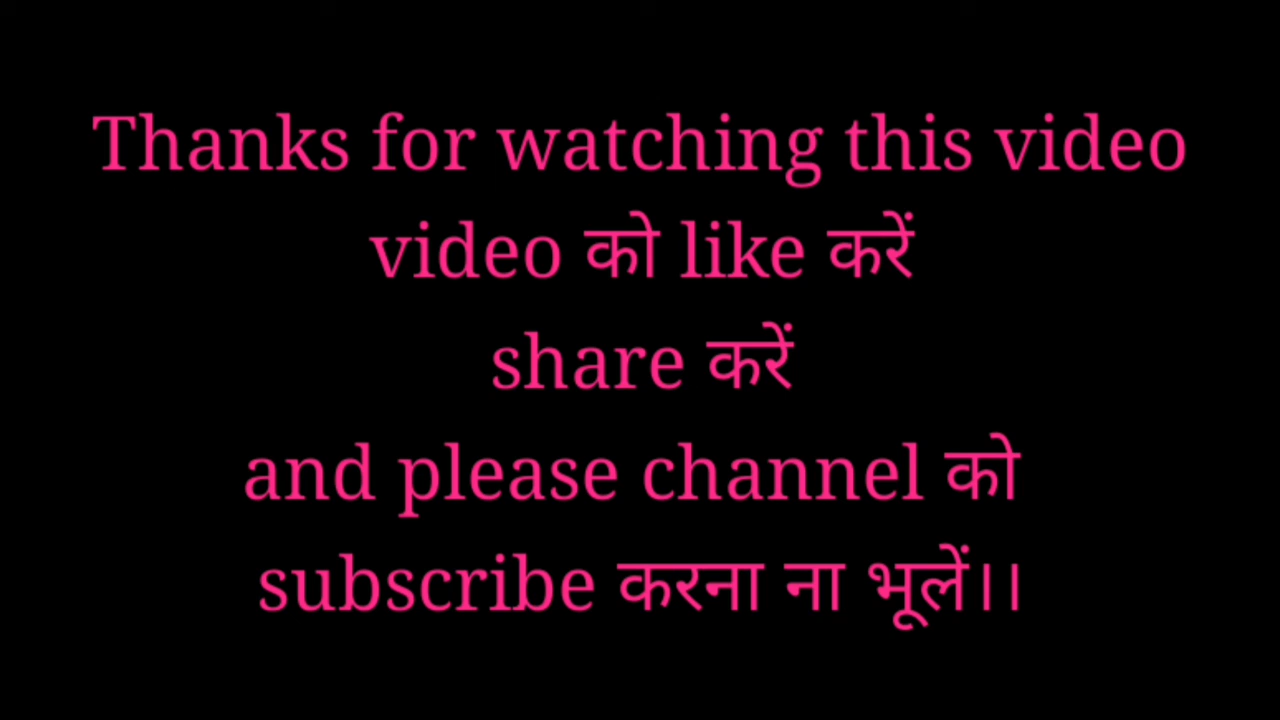 Thanks for watching this video
video को like करें
share करें
and please channel को
subscribe करना ना भूलें।।